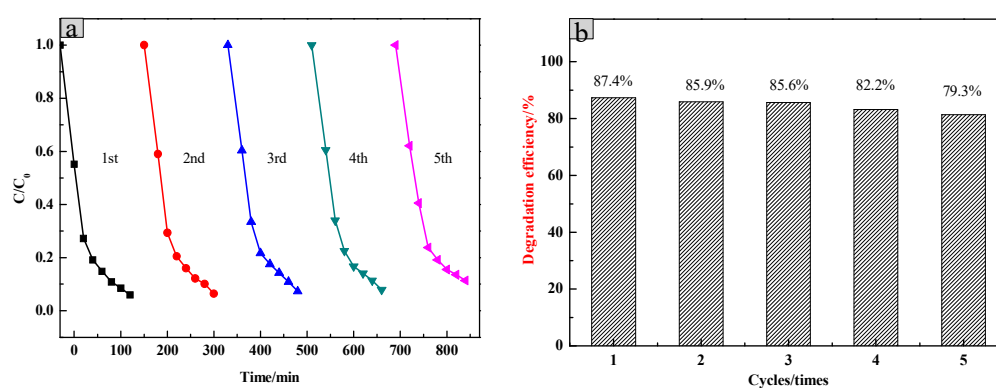 a
1.0
0.8
0.6
0.4
0.2
0.0
C/C0
1st
2nd
3rd
4th
5th
0 100 200 300 400 500 600 700 800
Time/min
b
100
80
60
40
20
0
Degradation efficiency/%
87.4%
85.9%
85.6%
82.2%
79.3%
1 2 3 4 5
Cycles/times